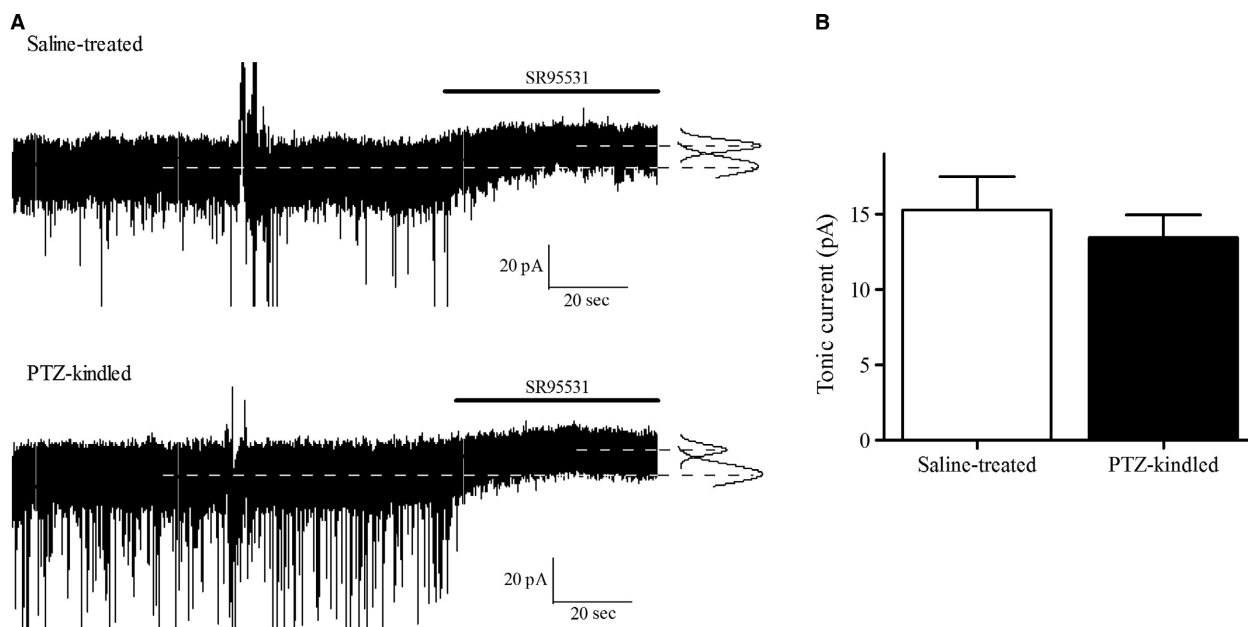 A
Saline-treated
SR95531
20 pA
20 sec
PTZ-kindled
SR95531
20 pA
20 sec
B
Tonic current (pA)
15
10
5
0
Saline-treated
PTZ-kindled